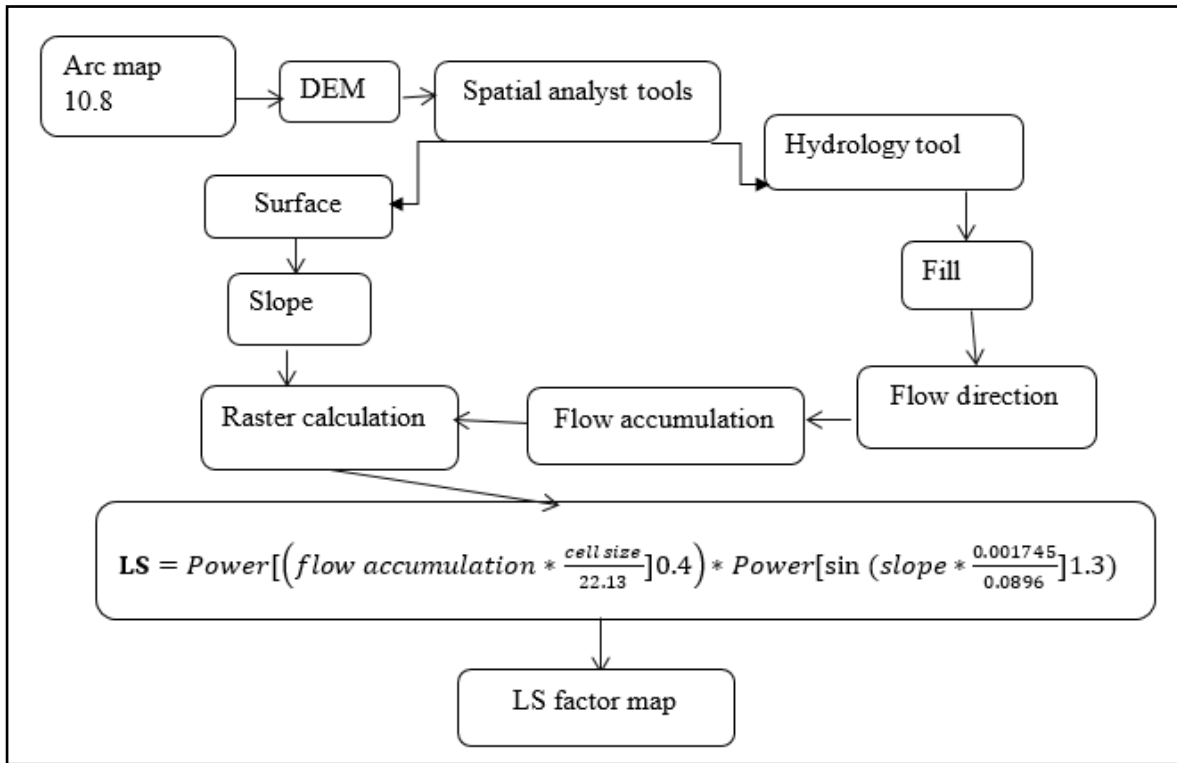 Arc map
10.8
DEM
Spatial analyst tools
Hydrology tool
Surface
Fill
Slope
Flow direction
Raster calculation
Flow accumulation
LS = Power[(flow accumulation * cell size/22.13]0.4) * Power[sin (slope * 0.001745/0.0896]1.3)
LS factor map